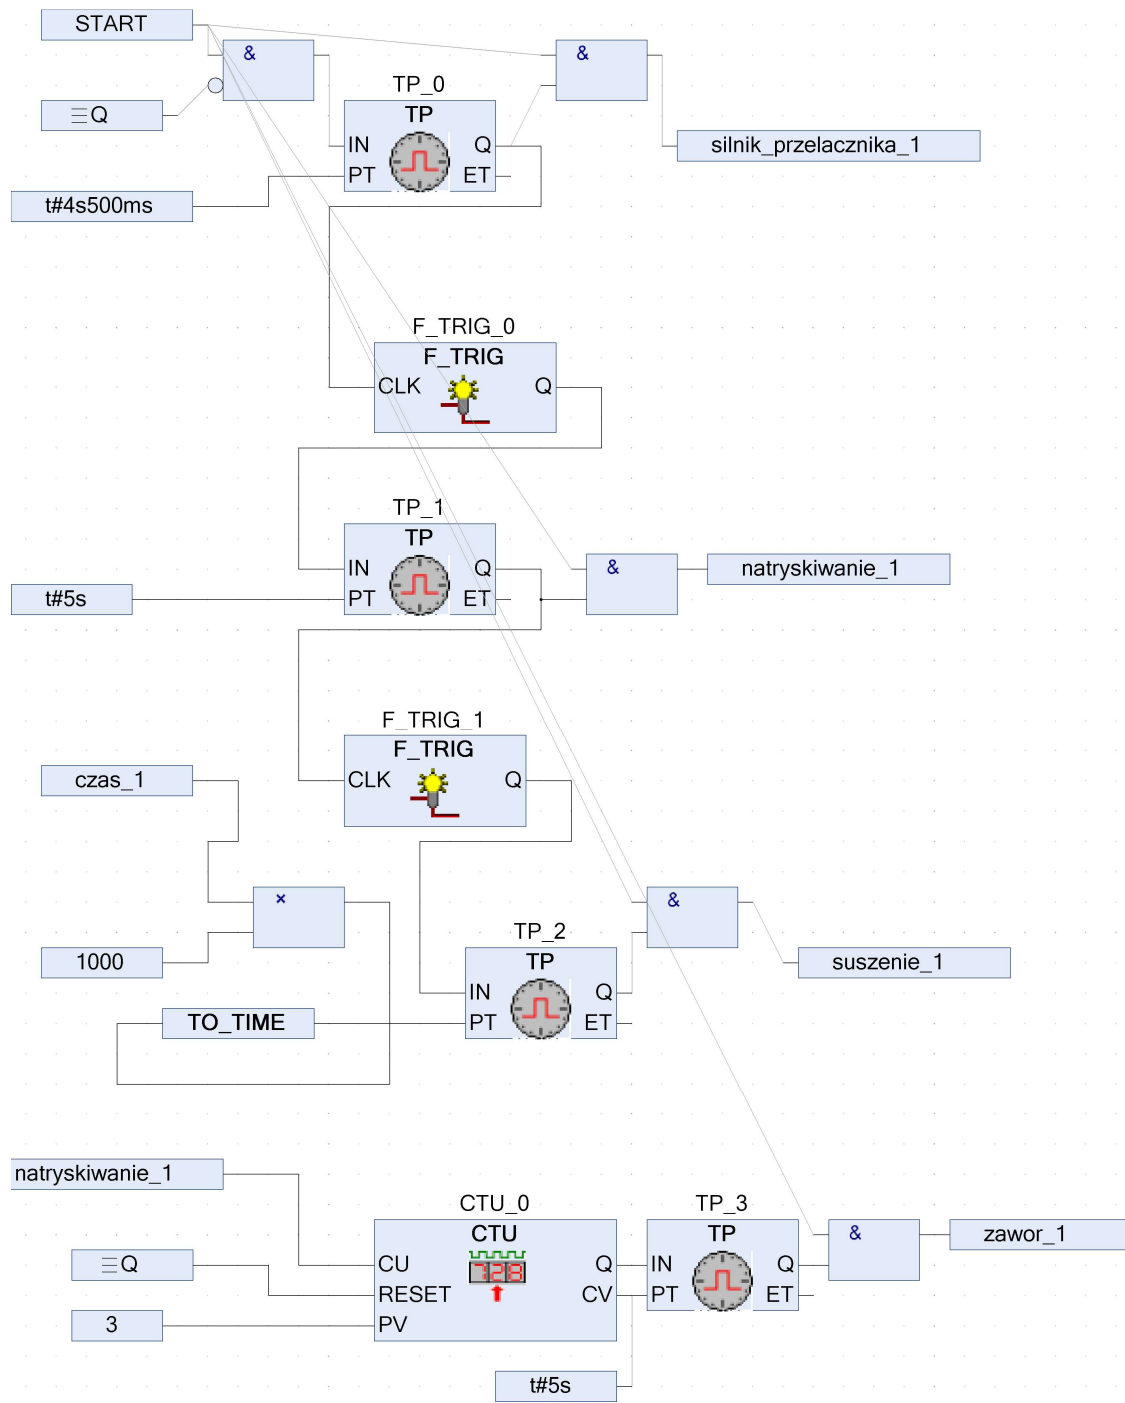 START
&
&
Q
TP_0
TP
IN
Q
PT
ET
silnik_przelacznika_1
t#4s500ms
F_TRIG_0
F_TRIG
CLK
Q
TP_1
TP
IN
Q
PT
ET
&
natryskiwanie_1
t#5s
F_TRIG_1
F_TRIG
CLK
Q
czas_1
×
1000
&
TP_2
TP
IN
Q
PT
ET
suszenie_1
TO_TIME
natryskiwanie_1
CTU_0
CTU
728
CU
Q
RESET
CV
PV
Q
3
TP_3
TP
IN
Q
PT
ET
&
zawor_1
t#5s